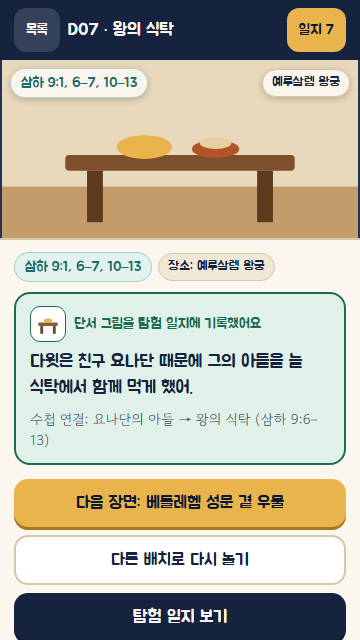 목록
D07 · 왕의 식탁
일지 7
삼하 9:1, 6–7, 10–13
예루살렘 왕궁
삼하 9:1, 6–7, 10–13
장소: 예루살렘 왕궁
단서 그림을 탐험 일지에 기록했어요
다윗은 친구 요나단 때문에 그의 아들을 늘
식탁에서 함께 먹게 했어.
수첩 연결: 요나단의 아들 → 왕의 식탁 (삼하 9:6–
13)
다음 장면: 베들레헴 성문 곁 우물
다른 배치로 다시 놀기
탐험 일지 보기